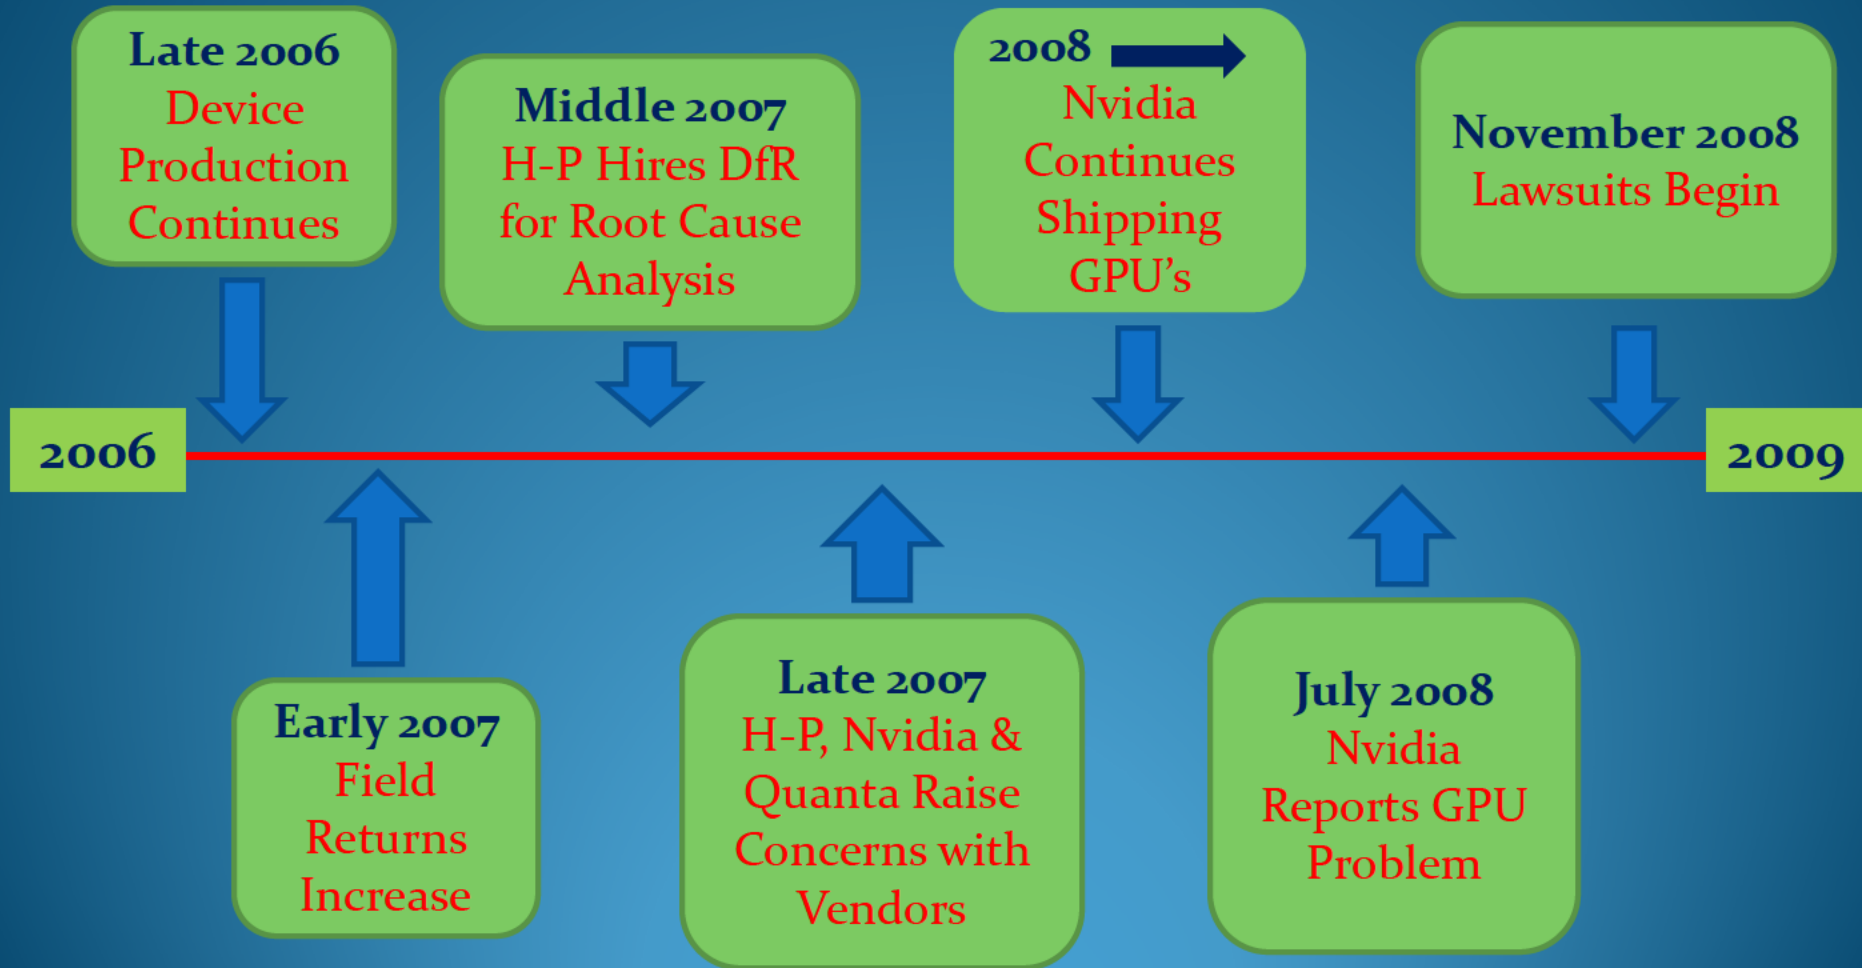 Late 2006
Device
Production
Continues
Middle 2007
H-P Hires DfR
for Root Cause
Analysis
2008
Nvidia
Continues
Shipping
GPU’s
November 2008
Lawsuits Begin
2006
2009
Early 2007
Field
Returns
Increase
Late 2007
H-P, Nvidia &
Quanta Raise
Concerns with
Vendors
July 2008
Nvidia
Reports GPU
Problem